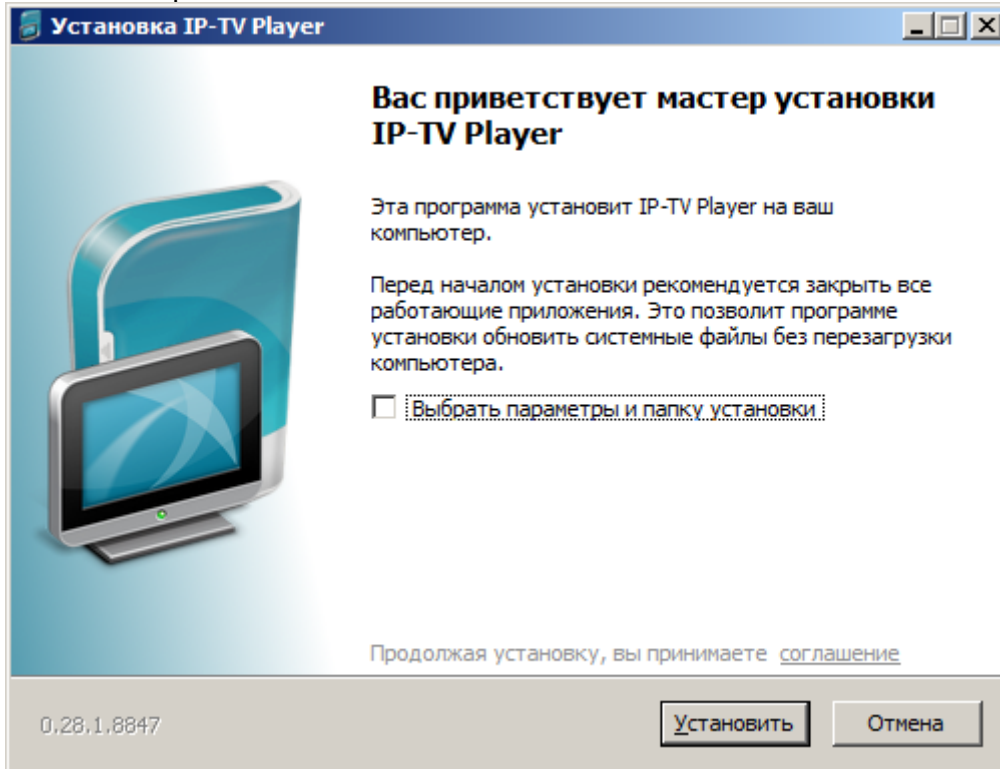 Установка IP-TV Player
Вас приветствует мастер установки
IP-TV Player
Эта программа установит IP-TV Player на ваш
компьютер.
Перед началом установки рекомендуется закрыть все
работающие приложения. Это позволит программе
установки обновить системные файлы без перезагрузки
компьютера.
Выбрать параметры и папку установки
Продолжая установку, вы принимаете соглашение
0.28.1.8847
Установить
Отмена